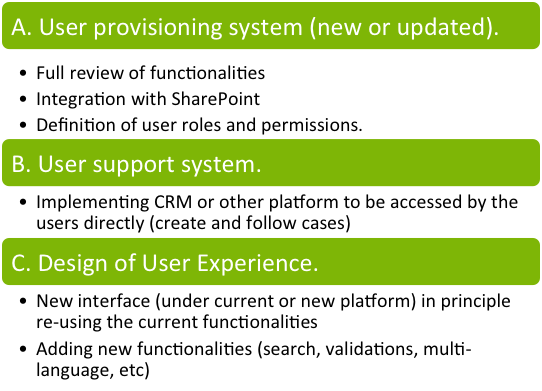 A. User provisioning system (new or updated).
• Full review of functionalities
• Integration with SharePoint
• Definition of user roles and permissions.
B. User support system.
• Implementing CRM or other platform to be accessed by the
users directly (create and follow cases)
C. Design of User Experience.
• New interface (under current or new platform) in principle
re-using the current functionalities
• Adding new functionalities (search, validations, multi-
language, etc)